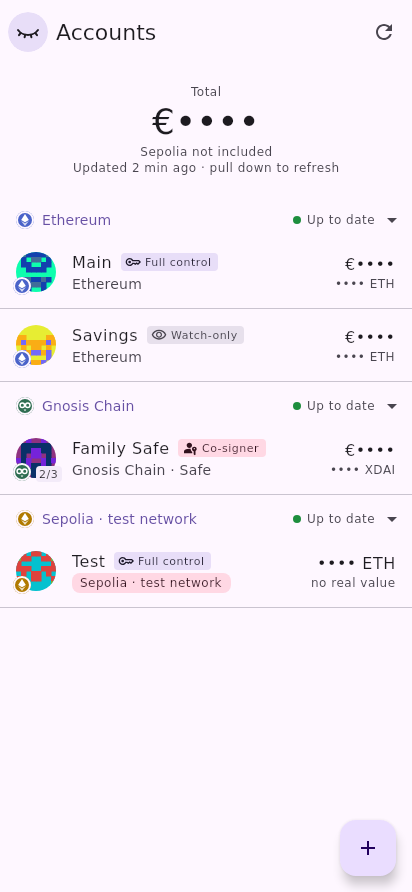 Accounts
Total
€••••
Sepolia not included
Updated 2 min ago · pull down to refresh
Ethereum
Up to date
Main
Full control
€••••
Ethereum
•••• ETH
Savings
Watch-only
€••••
Ethereum
•••• ETH
Gnosis Chain
Up to date
Family Safe
Co-signer
€••••
2/3
Gnosis Chain · Safe
•••• XDAI
Sepolia · test network
Up to date
Test
Full control
•••• ETH
Sepolia · test network
no real value